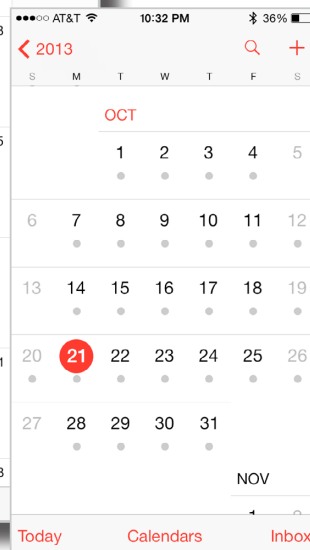 AT&T 10:32 PM 36%
2013 +
S M T W T F S
OCT
1 2 3 4 5
6 7 8 9 10 11 12
13 14 15 16 17 18 19
20 21 22 23 24 25 26
27 28 29 30 31
NOV
1
Today Calendars Inbox